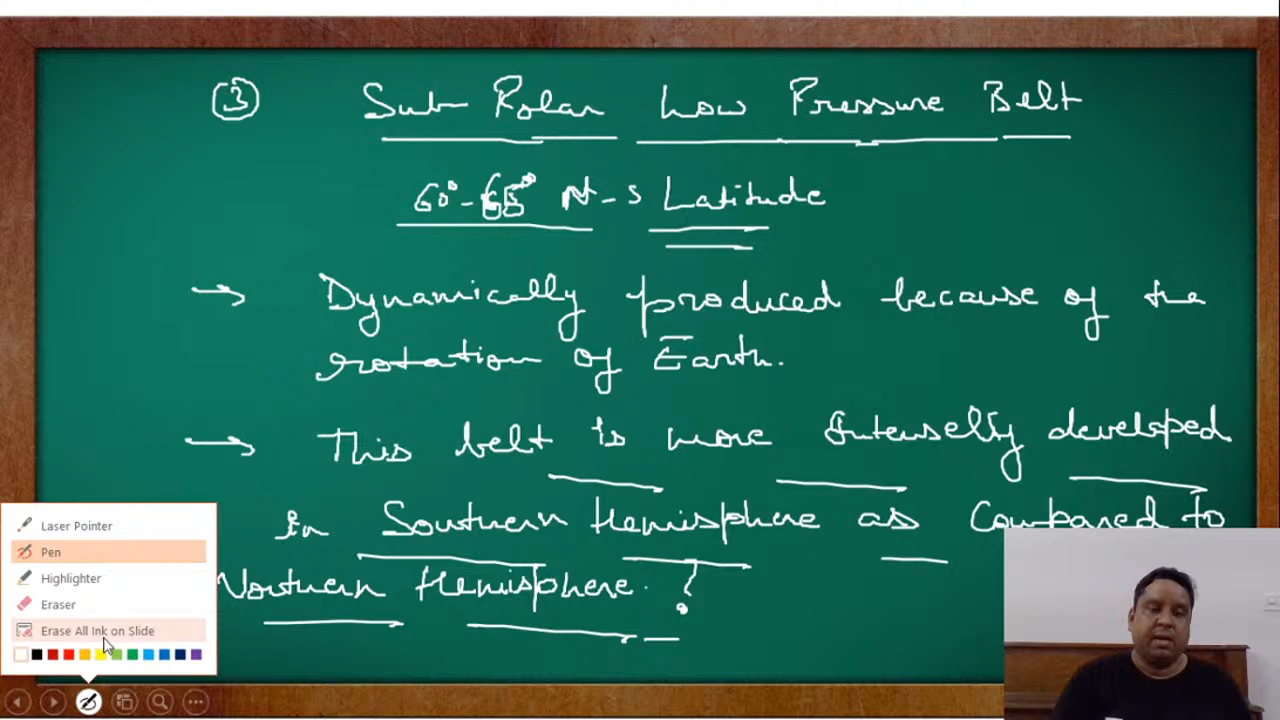 ③ Sub Polar Low Pressure Belt
60°-65° N-S Latitude
→ Dynamically produced because of the
rotation of Earth.
→ This belt is more Intenselly developed
in Southern Hemisphere as Compared to
Northern Hemisphere. ?
Laser Pointer
Pen
Highlighter
Eraser
Erase All Ink on Slide